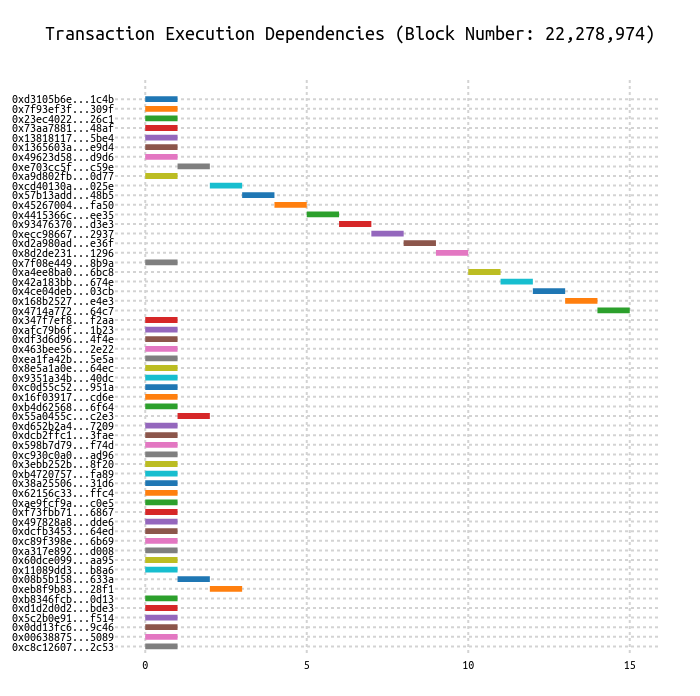 Transaction Execution Dependencies (Block Number: 22,278,974)
0xd3105b6e...1c4b
0x7f93ef3f...309f
0x23ec4022...26c1
0x73aa7881...48af
0x13818117...5be4
0x1365603a...e9d4
0x49623d58...d9d6
0xe703cc5f...c59e
0xa9d802fb...0d77
0xcd40130a...025e
0x57b13add...48b5
0x45267004...fa50
0x4415366c...ee35
0x93476370...d3e3
0xecc98667...2937
0xd2a980ad...e36f
0x8d2de231...1296
0x7f08e449...8b9a
0xa4ee8ba0...6bc8
0x42a183bb...674e
0x4ce04deb...03cb
0x168b2527...e4e3
0x4714a772...64c7
0x347f7ef8...f2aa
0xafc79b6f...1b23
0xdf3d6d96...4f4e
0x463bee56...2e22
0xea1fa42b...5e5a
0x8e5a1a0e...64ec
0x9351a34b...40dc
0xc0d55c52...951a
0x16f03917...cd6e
0xb4d62568...6f64
0x55a0455c...c2e3
0xd652b2a4...7209
0xdcb2ffc1...3fae
0x598b7d79...f74d
0xc930c0a0...ad96
0x3ebb252b...8f20
0xb4720757...fa89
0x38a25506...31d6
0x62156c33...ffc4
0xae9fcf9a...c0e5
0xf73fbb71...6867
0x497828a8...dde6
0xdcfb3453...64ed
0xc89f398e...6b69
0xa317e892...d008
0x60dce099...aa95
0x11089dd3...b8a6
0x08b5b158...633a
0xeb8f9b83...28f1
0xb8346fcb...0d13
0xd1d2d0d2...bde3
0x5c2b0e91...f514
0x0dd13fc6...9c46
0x00638875...5089
0xc8c12607...2c53
0 5 10 15